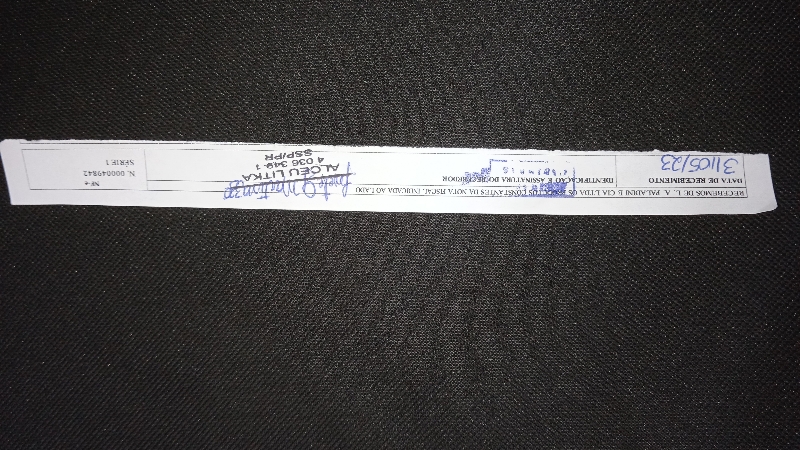 RECEBEMOS DE L. A. PALADINI E CIA LTDA OS PRODUTOS CONSTANTES DA NOTA FISCAL INDICADA AO LADO
DATA DE RECEBIMENTO
31/05/23
IDENTIFICAÇÃO E ASSINATURA DO RECEBEDOR
ALCEU LITKA
4 036 349-1
SSP/PR
NF-e
N. 000049842
SÉRIE 1